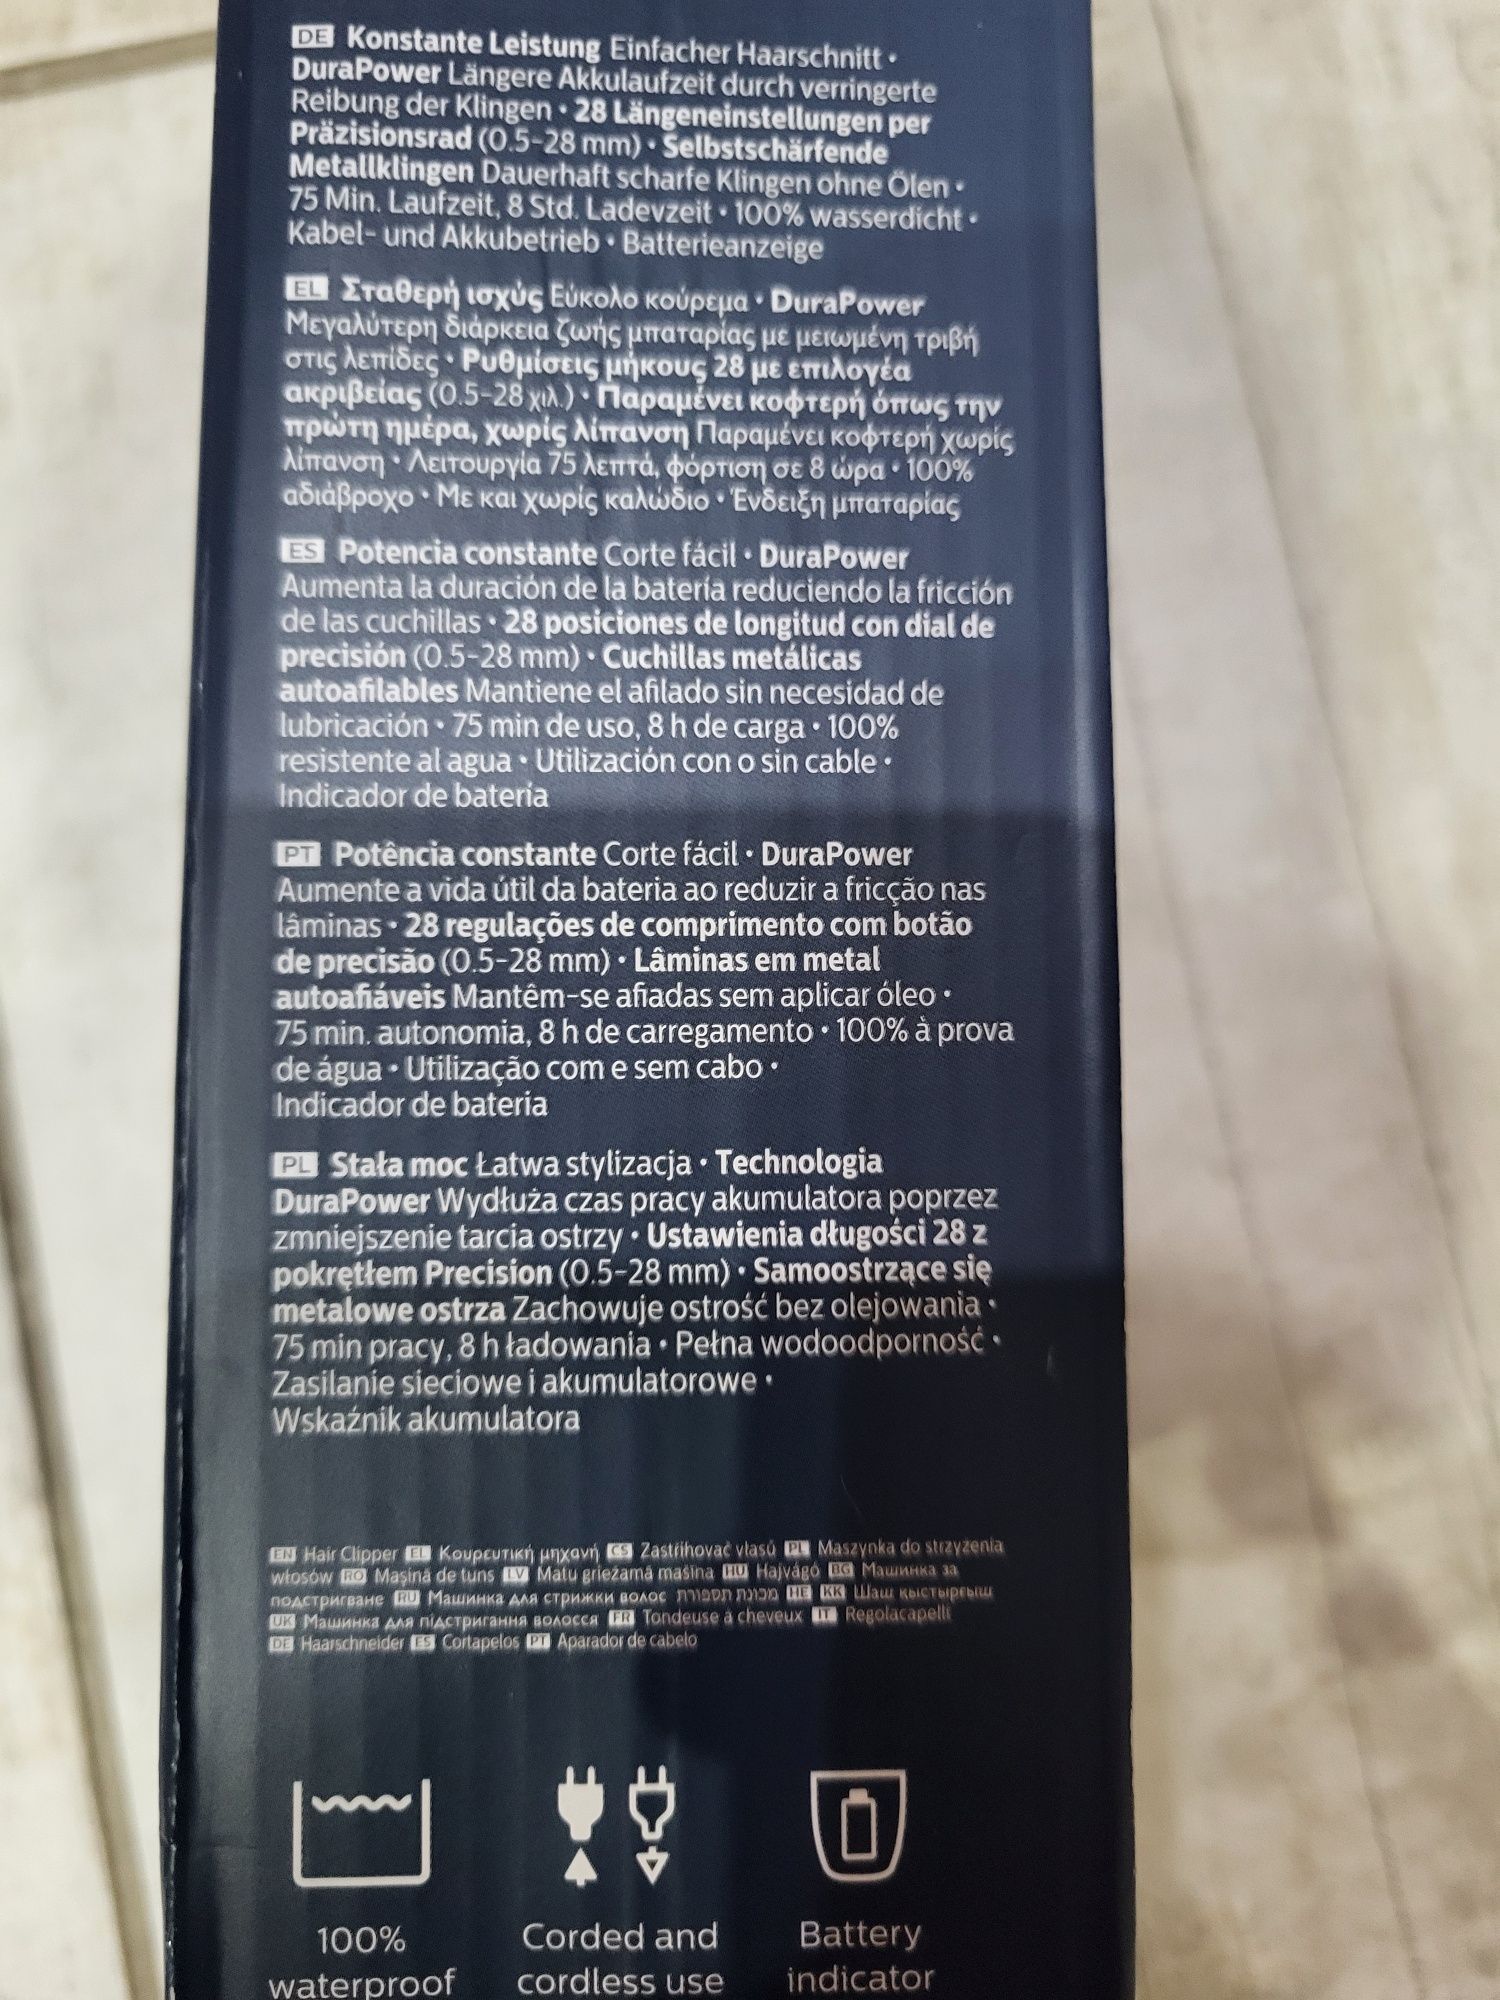 DE Konstante Leistung Einfacher Haarschnitt •
DuraPower Längere Akkulaufzeit durch verringerte
Reibung der Klingen • 28 Längeneinstellungen per
Präzisionsrad (0.5-28 mm) • Selbstschärfende
Metallklingen Dauerhaft scharfe Klingen ohne Ölen •
75 Min. Laufzeit, 8 Std. Ladevzeit • 100% wasserdicht •
Kabel- und Akkubetrieb • Batterieanzeige
EL Σταθερή ισχύς Εύκολο κούρεμα • DuraPower
Μεγαλύτερη διάρκεια ζωής μπαταρίας με μειωμένη τριβή
στις λεπίδες • Ρυθμίσεις μήκους 28 με επιλογέα
ακριβείας (0.5-28 χιλ.) • Παραμένει κοφτερή όπως την
πρώτη ημέρα, χωρίς λίπανση Παραμένει κοφτερή χωρίς
λίπανση • Λειτουργία 75 λεπτά, φόρτιση σε 8 ώρα • 100%
αδιάβροχο • Με και χωρίς καλώδιο • Ένδειξη μπαταρίας
ES Potencia constante Corte fácil • DuraPower
Aumenta la duración de la batería reduciendo la fricción
de las cuchillas • 28 posiciones de longitud con dial de
precisión (0.5-28 mm) • Cuchillas metálicas
autoafilables Mantiene el afilado sin necesidad de
lubricación • 75 min de uso, 8 h de carga • 100%
resistente al agua • Utilización con o sin cable •
Indicador de batería
PT Potência constante Corte fácil • DuraPower
Aumente a vida útil da bateria ao reduzir a fricção nas
lâminas • 28 regulações de comprimento com botão
de precisão (0.5-28 mm) • Lâminas em metal
autoafiáveis Mantêm-se afiadas sem aplicar óleo •
75 min. autonomia, 8 h de carregamento • 100% à prova
de água • Utilização com e sem cabo •
Indicador de bateria
PL Stała moc Łatwa stylizacja • Technologia
DuraPower Wydłuża czas pracy akumulatora poprzez
zmniejszenie tarcia ostrzy • Ustawienia długości 28 z
pokrętłem Precision (0.5-28 mm) • Samoostrzące się
metalowe ostrza Zachowuje ostrość bez olejowania •
75 min pracy, 8 h ładowania • Pełna wodoodporność •
Zasilanie sieciowe i akumulatorowe •
Wskaźnik akumulatora
EN Hair Clipper EL Κουρευτική μηχανή CS Zastřihovač vlasů PL Maszynka do strzyżenia
włosów RO Mașină de tuns LV Matu griežamā mašīna HU Hajvágó BG Машинка за
подстригване RU Машинка для стрижки волос מכונת תספורת HE KK Шаш қыстырғыш
UK Машинка для підстригання волосся FR Tondeuse à cheveux IT Regolacapelli
DE Haarschneider ES Cortapelos PT Aparador de cabelo
100% Corded and Battery
waterproof cordless use indicator